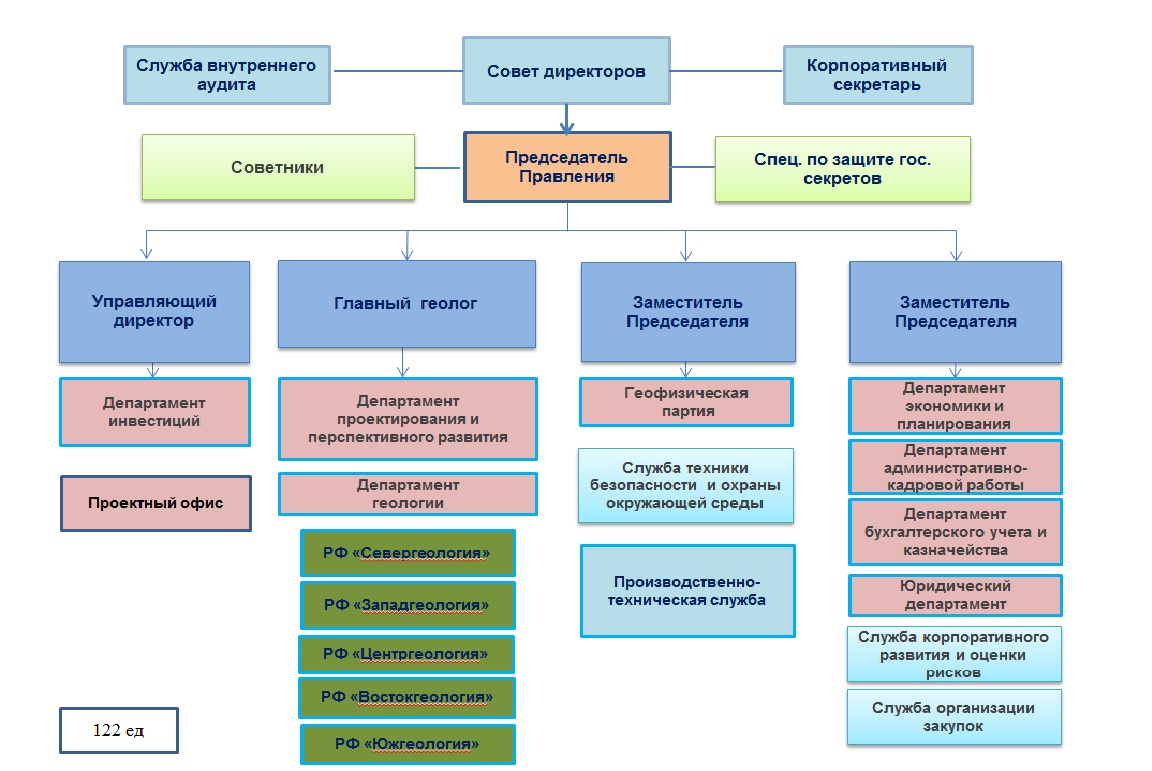 Служба внутреннего
аудита
Совет директоров
Корпоративный
секретарь
Советники
Председатель
Правления
Спец. по защите гос.
секретов
Управляющий
директор
Главный геолог
Заместитель
Председателя
Заместитель
Председателя
Департамент
инвестиций
Проектный офис
Департамент
проектирования и
перспективного развития
Департамент
геологии
РФ «Севергеология»
РФ «Западгеология»
РФ «Центргеология»
РФ «Востокгеология»
РФ «Южгеология»
Геофизическая
партия
Служба техники
безопасности и охраны
окружающей среды
Производственно-
техническая служба
Департамент
экономики и
планирования
Департамент
административно-
кадровой работы
Департамент
бухгалтерского учета и
казначейства
Юридический
департамент
Служба корпоративного
развития и оценки
рисков
Служба организации
закупок
122 ед